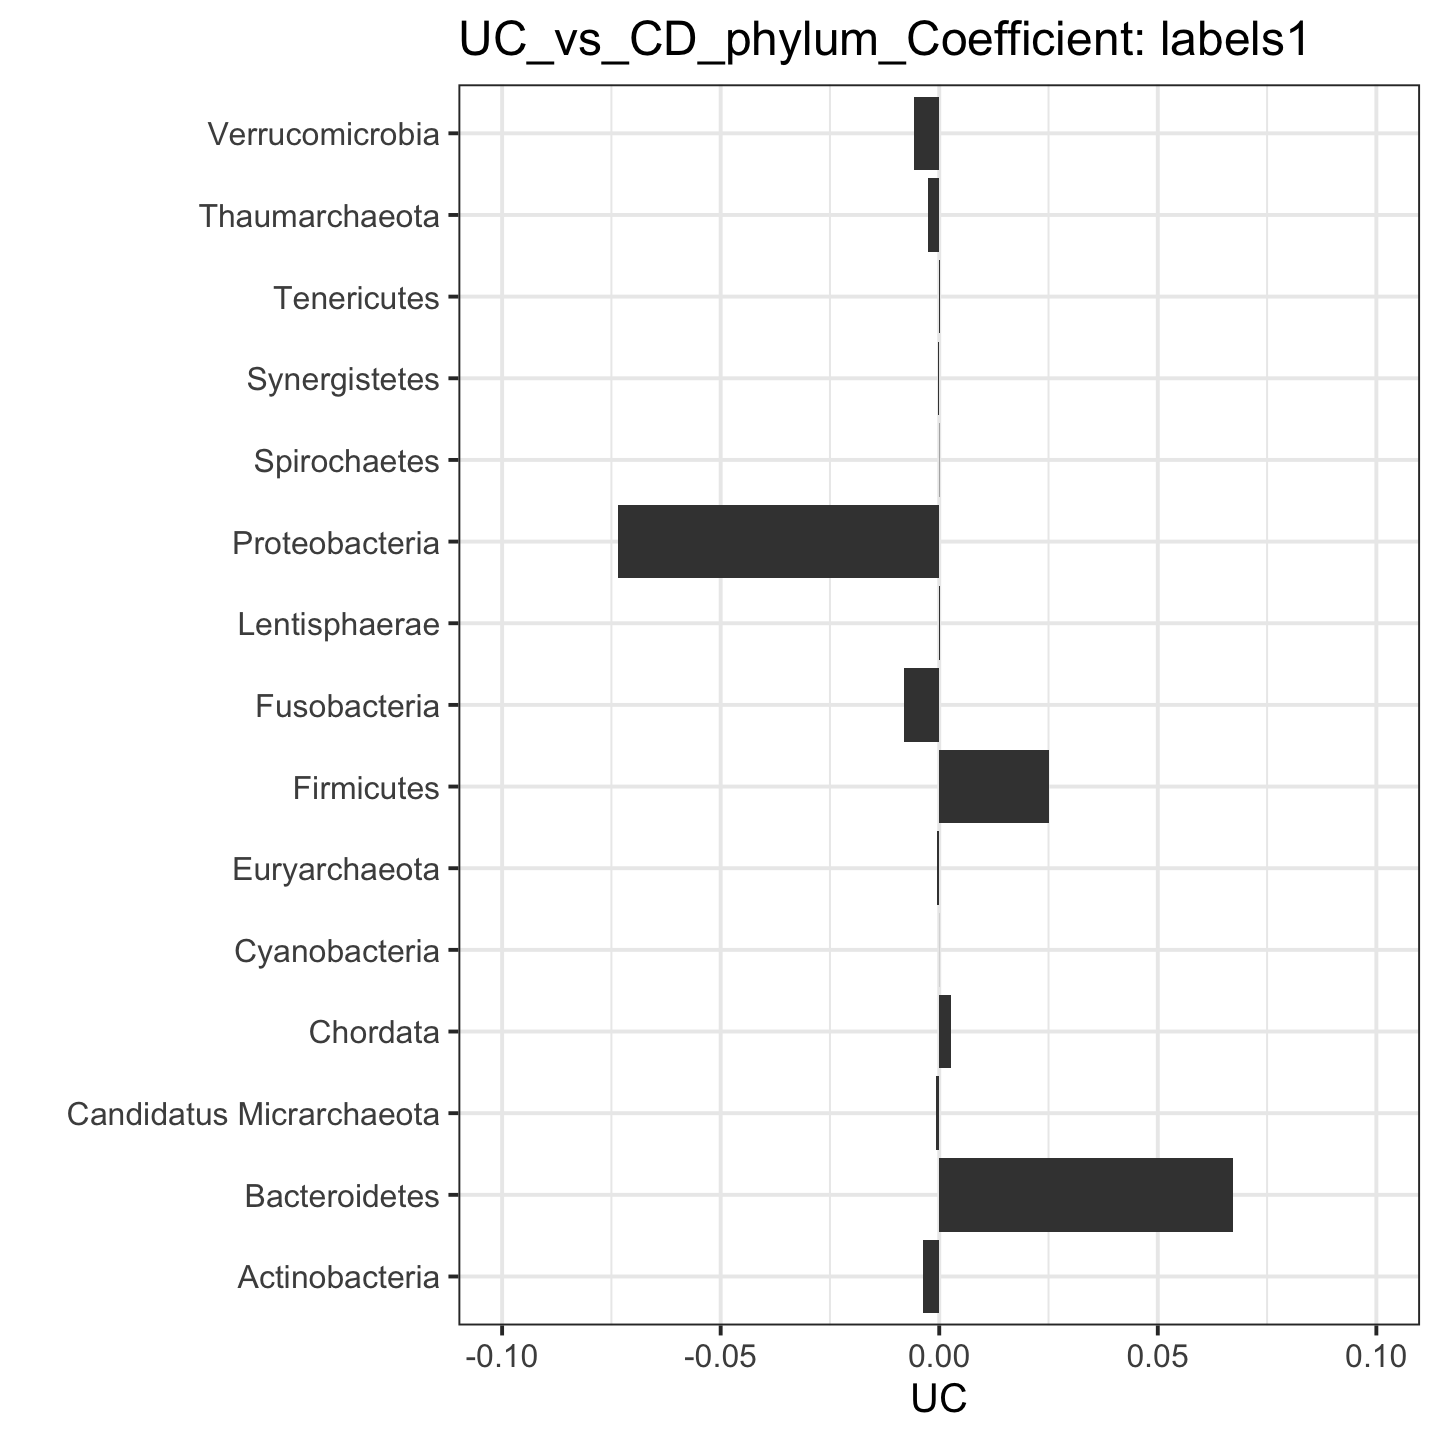 UC_vs_CD_phylum_Coefficient: labels1
Verrucomicrobia
Thaumarchaeota
Tenericutes
Synergistetes
Spirochaetes
Proteobacteria
Lentisphaerae
Fusobacteria
Firmicutes
Euryarchaeota
Cyanobacteria
Chordata
Candidatus Micrarchaeota
Bacteroidetes
Actinobacteria
-0.10 -0.05 0.00 0.05 0.10
UC